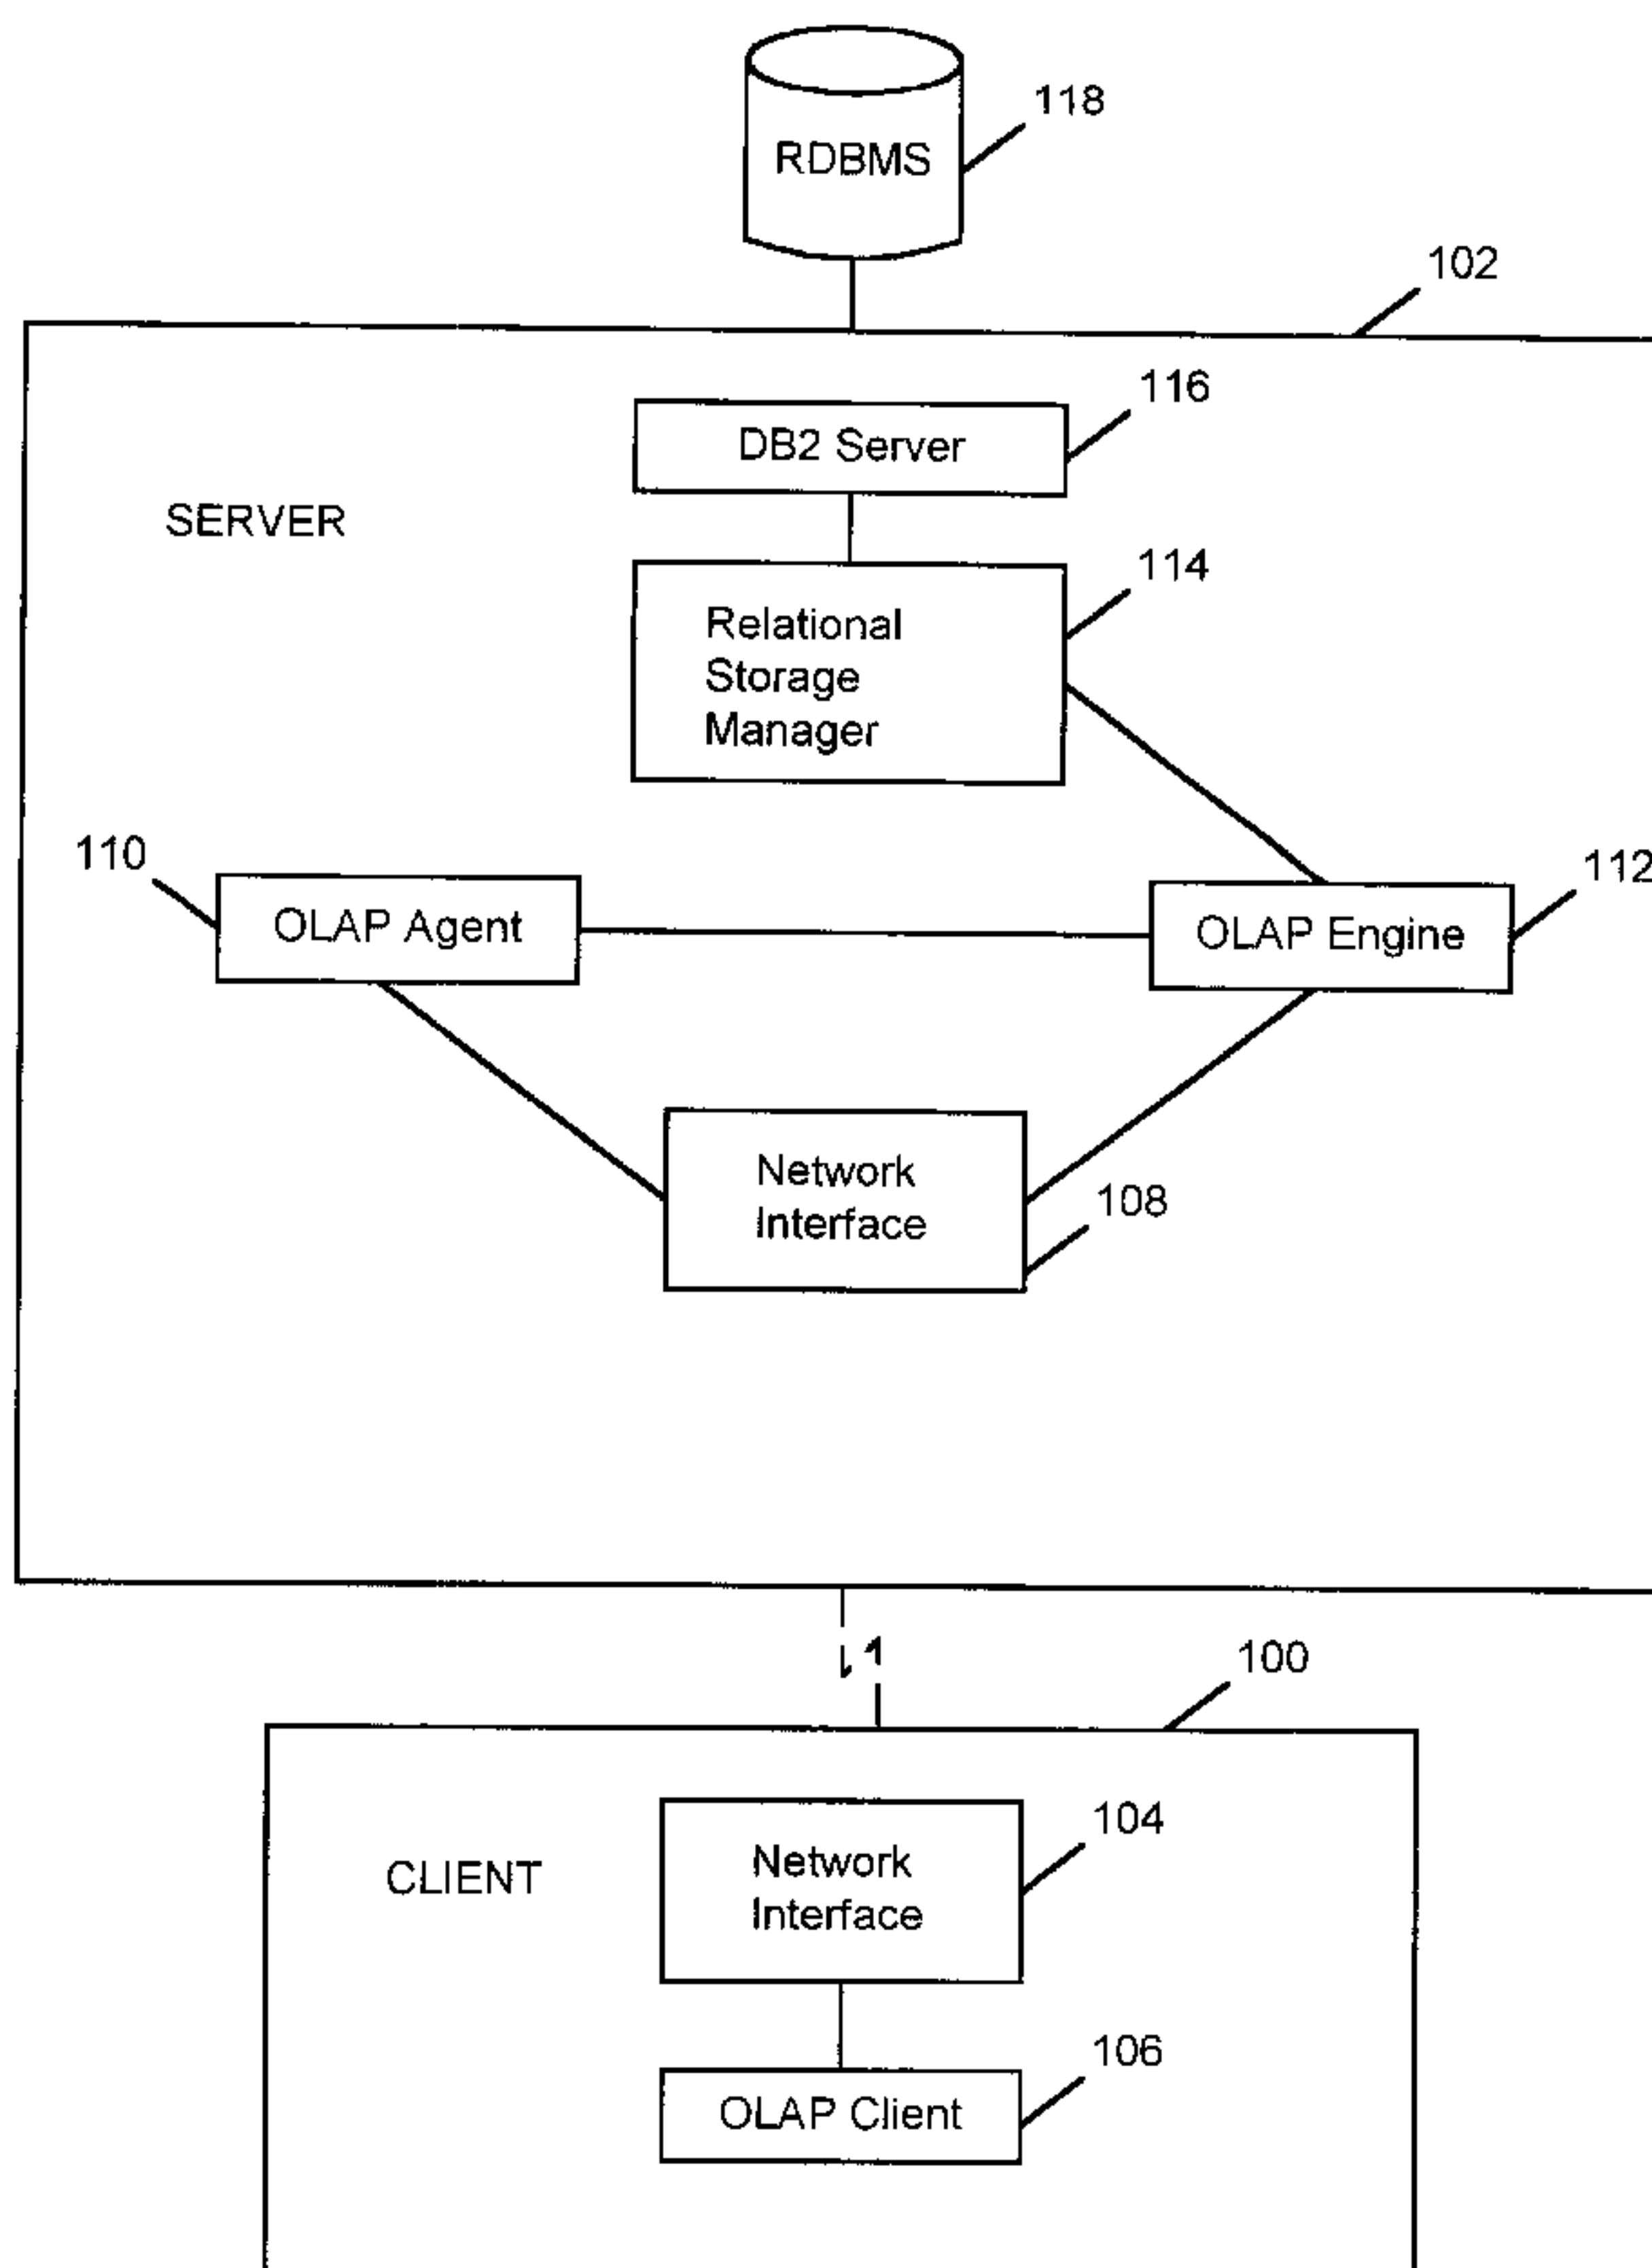 118
RDBMS
102
116
DB2 Server
SERVER
114
Relational
Storage
Manager
110
112
OLAP Agent
OLAP Engine
Network
Interface
108
100
104
CLIENT
Network
Interface
106
OLAP Client